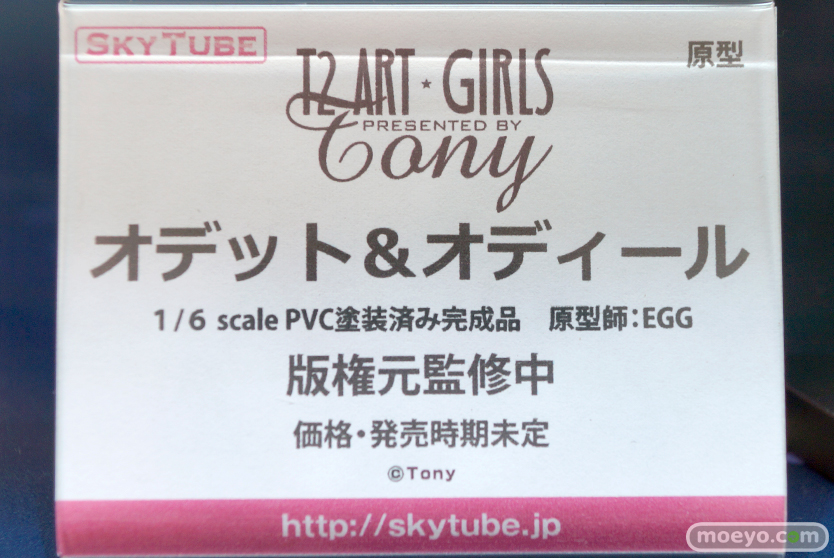 SKYTUBE
原型
T2 ART★GIRLS
PRESENTED BY
Tony
オデット&オディール
1/6 scale PVC塗装済み完成品 原型師:EGG
版権元監修中
価格・発売時期未定
©Tony
http://skytube.jp
moeyo.com